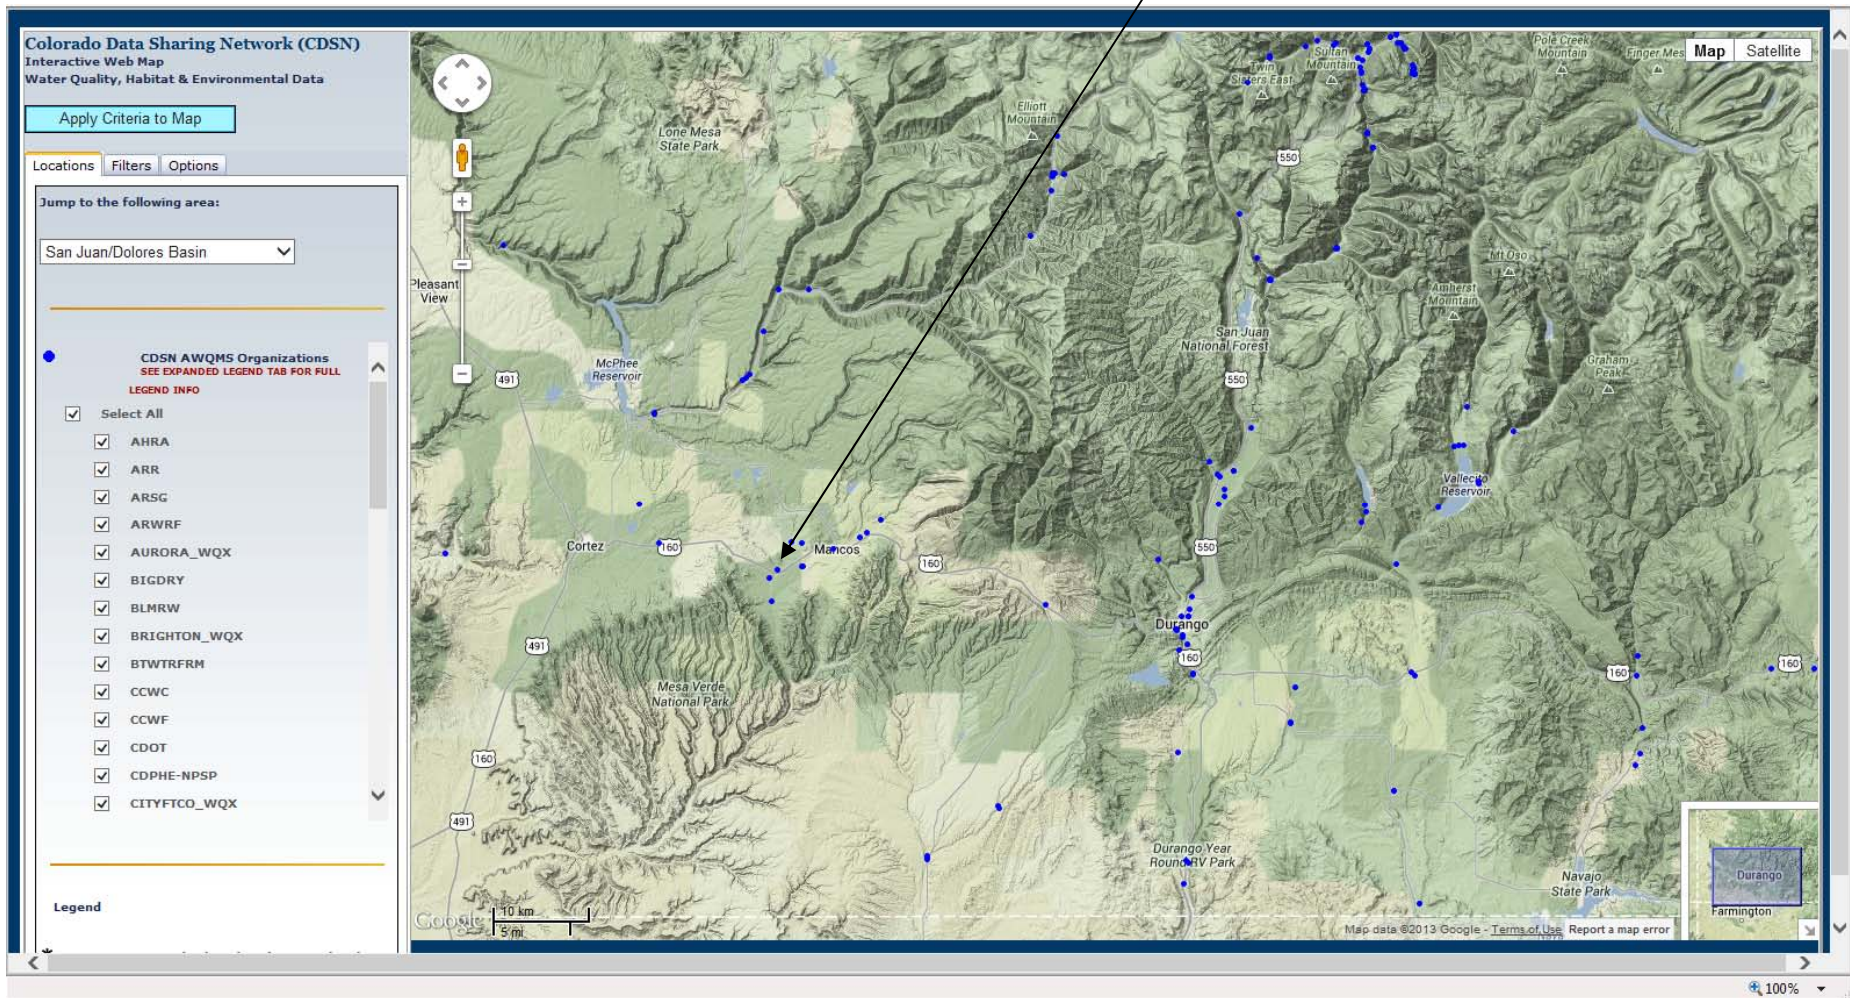 Colorado Data Sharing Network (CDSN)
Interactive Web Map
Water Quality, Habitat & Environmental Data
Apply Criteria to Map
Locations Filters Options
Jump to the following area:
San Juan/Dolores Basin
CDSN AWQMS Organizations
SEE EXPANDED LEGEND TAB FOR FULL
LEGEND INFO
Select All
AHRA
ARR
ARSG
ARWRF
AURORA_WQX
BIGDRY
BLMRW
BRIGHTON_WQX
BTWTRFRM
CCWC
CCWF
CDOT
CDPHE-NPSP
CITYFTCO_WQX
Legend
*
Map Satellite
Pole Creek
Mountain
Finger Mes
Sultan
Mountain
Twin
Sisters East
Elliott
Mountain
Lone Mesa
State Park
550
Mt Oso
Pleasant
View
Amherst
Mountain
San Juan
National Forest
McPhee
Reservoir
Graham
Peak
491
550
Vallecito
Reservoir
Cortez
160
Mancos
160
550
Durango
491
160
160
160
Mesa Verde
National Park
160
491
Durango Year
Round RV Park
Navajo
State Park
Durango
Farmington
Google
10 km
5 mi
Map data ©2013 Google - Terms of Use Report a map error
100%